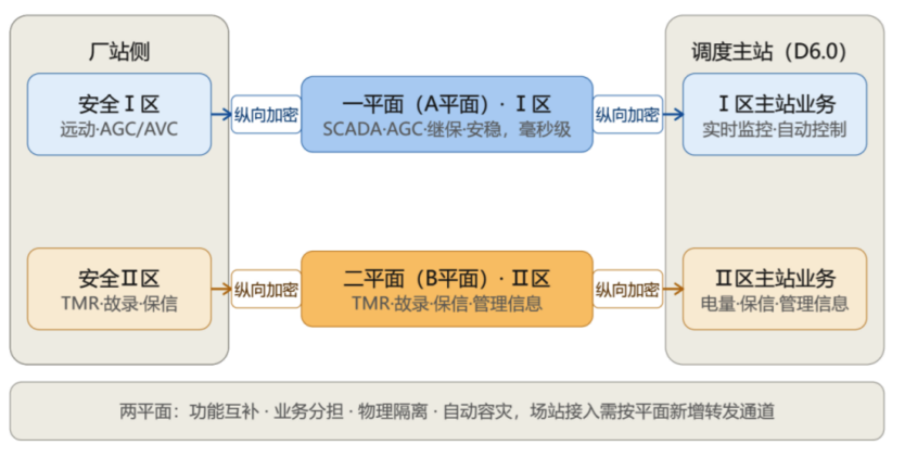 厂站侧
调度主站（D6.0）
安全Ⅰ区
远动·AGC/AVC
纵向加密
一平面（A平面）· Ⅰ区
SCADA·AGC·继保·安稳，毫秒级
纵向加密
Ⅰ区主站业务
实时监控·自动控制
安全Ⅱ区
TMR·故录·保信
纵向加密
二平面（B平面）· Ⅱ区
TMR·故录·保信·管理信息
纵向加密
Ⅱ区主站业务
电量·保信·管理信息
两平面：功能互补 · 业务分担 · 物理隔离 · 自动容灾，场站接入需按平面新增转发通道